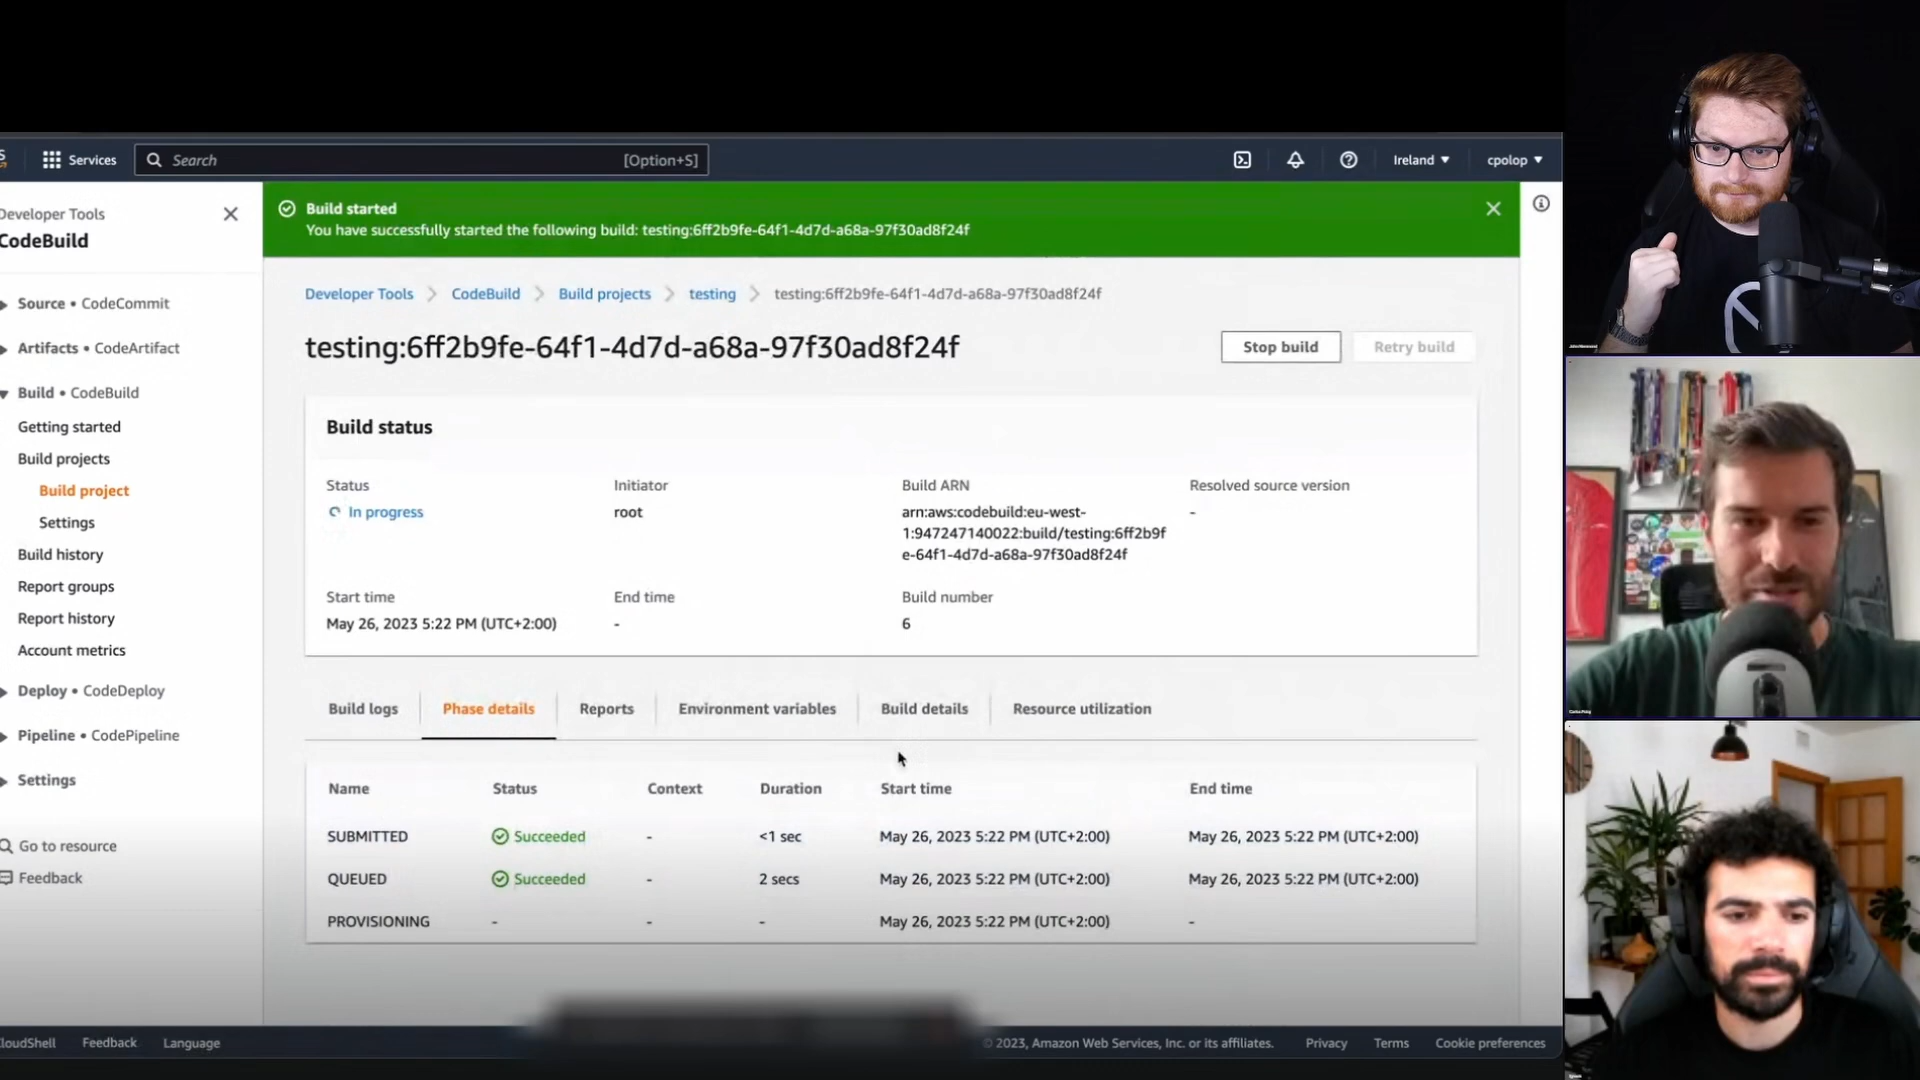 Services
Search
[Option+S]
Ireland
cpolop
Developer Tools
CodeBuild
Source • CodeCommit
Artifacts • CodeArtifact
Build • CodeBuild
Getting started
Build projects
Build project
Settings
Build history
Report groups
Report history
Account metrics
Deploy • CodeDeploy
Pipeline • CodePipeline
Settings
Go to resource
Feedback
Build started
You have successfully started the following build: testing:6ff2b9fe-64f1-4d7d-a68a-97f30ad8f24f
Developer Tools
CodeBuild
Build projects
testing
testing:6ff2b9fe-64f1-4d7d-a68a-97f30ad8f24f
testing:6ff2b9fe-64f1-4d7d-a68a-97f30ad8f24f
Stop build
Retry build
Build status
Status
In progress
Initiator
root
Build ARN
arn:aws:codebuild:eu-west-
1:947247140022:build/testing:6ff2b9f
e-64f1-4d7d-a68a-97f30ad8f24f
Resolved source version
-
Start time
May 26, 2023 5:22 PM (UTC+2:00)
End time
-
Build number
6
Build logs
Phase details
Reports
Environment variables
Build details
Resource utilization
Name Status Context Duration Start time End time
SUBMITTED Succeeded - <1 sec May 26, 2023 5:22 PM (UTC+2:00) May 26, 2023 5:22 PM (UTC+2:00)
QUEUED Succeeded - 2 secs May 26, 2023 5:22 PM (UTC+2:00) May 26, 2023 5:22 PM (UTC+2:00)
PROVISIONING - - - May 26, 2023 5:22 PM (UTC+2:00) -
CloudShell
Feedback
Language
© 2023, Amazon Web Services, Inc. or its affiliates.
Privacy
Terms
Cookie preferences